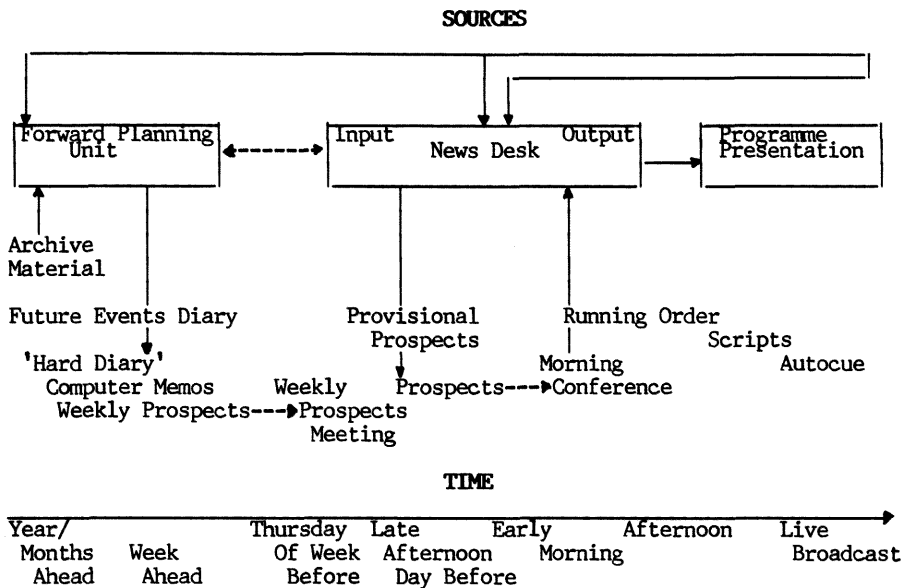 SOURCES
Forward Planning
Unit
Input
Output
News Desk
Programme
Presentation
Archive
Material
Future Events Diary
'Hard Diary'
Computer Memos
Weekly Prospects
Weekly
Prospects
Meeting
Provisional
Prospects
Prospects
Running Order
Scripts
Autocue
Morning
Conference
TIME
Year/
Months
Ahead
Week
Ahead
Thursday
Of Week
Before
Late
Afternoon
Day Before
Early
Morning
Afternoon
Live
Broadcast